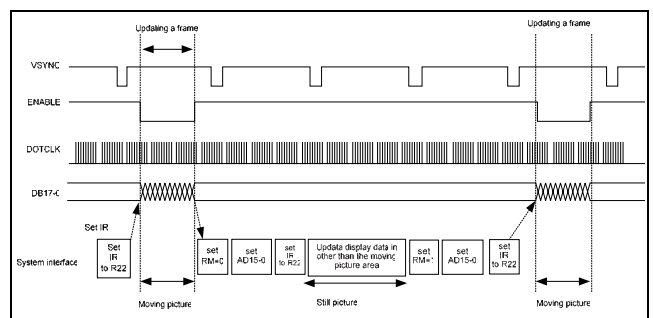 Updating a frame
Updating a frame
VSYNC
ENABLE
DOTCLK
DB17-0
Set IR
System interface
Set
IR
to R22
set
RM=0
set
AD15-0
set
IR
to R22
Updata display data in
other than the moving
picture area
set
RM=1
set
AD15-0
set
IR
to R22
Moving picture
Still picture
Moving picture